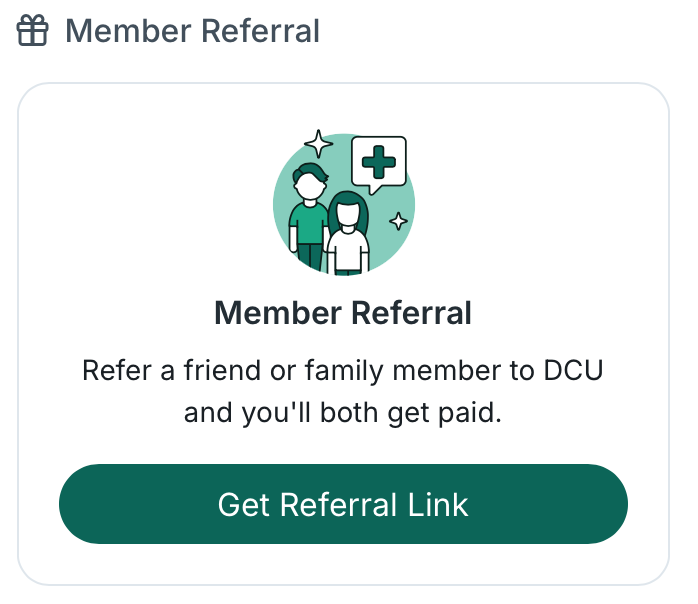 Member Referral
Member Referral
Refer a friend or family member to DCU
and you'll both get paid.
Get Referral Link